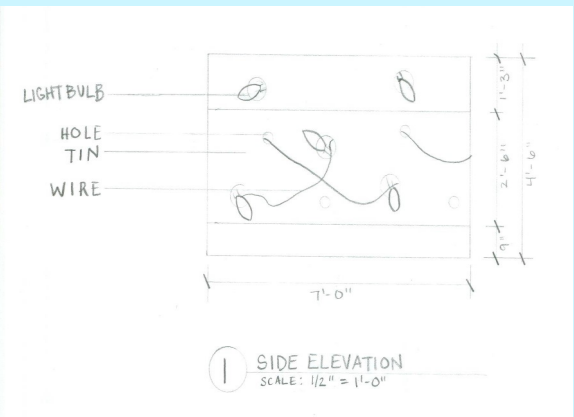 LIGHTBULB
HOLE
TIN
WIRE
1'-3"
2'-6"
4'-6"
9"
7'-0"
1 SIDE ELEVATION
SCALE: 1/2" = 1'-0"